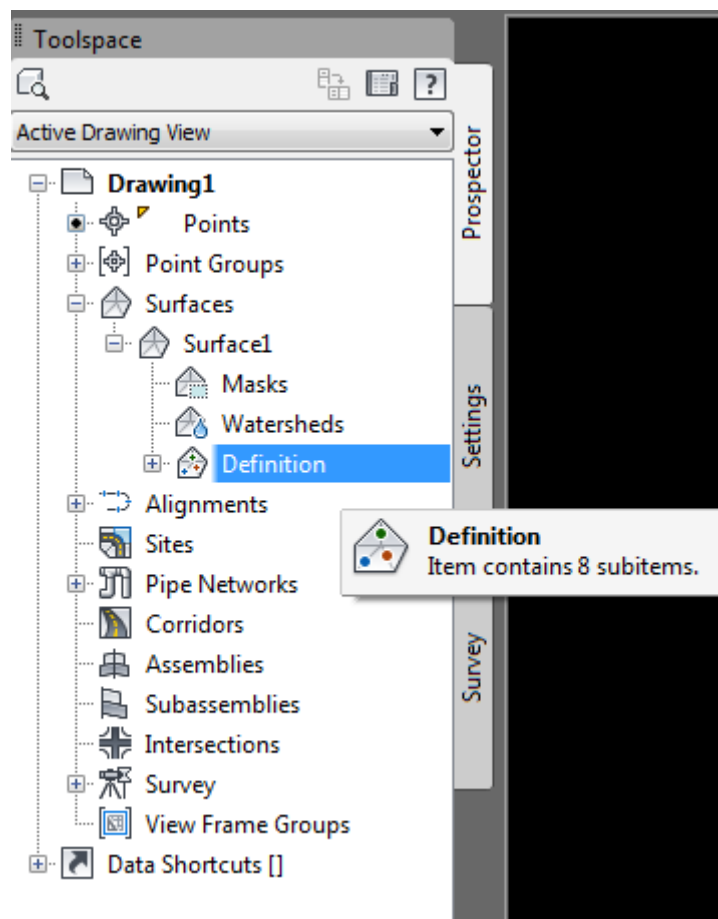 Toolspace
?
Active Drawing View
Drawing1
Points
Point Groups
Surfaces
Surface1
Masks
Watersheds
Definition
Alignments
Sites
Pipe Networks
Corridors
Assemblies
Subassemblies
Intersections
Survey
View Frame Groups
Data Shortcuts []
Prospector
Settings
Survey
Definition
Item contains 8 subitems.